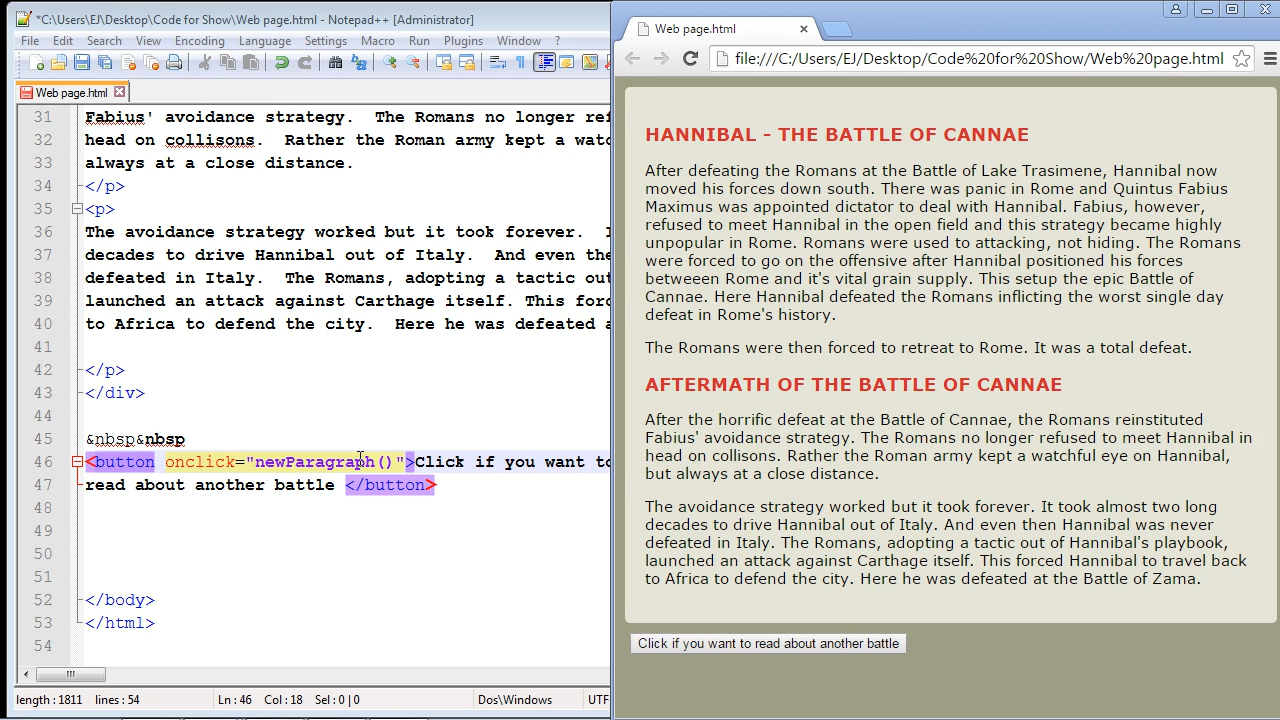 *C:\Users\EJ\Desktop\Code for Show\Web page.html - Notepad++ [Administrator]
File Edit Search View Encoding Language Settings Macro Run Plugins Window ?
Web page.html
31 Fabius' avoidance strategy.  The Romans no longer ref
32 head on collisons.  Rather the Roman army kept a watc
33 always at a close distance.
34 </p>
35 <p>
36 The avoidance strategy worked but it took forever.
37 decades to drive Hannibal out of Italy.  And even the
38 defeated in Italy.  The Romans, adopting a tactic out
39 launched an attack against Carthage itself. This forc
40 to Africa to defend the city.  Here he was defeated a
41
42 </p>
43 </div>
44
45 &nbsp&nbsp
46 <button onclick="newParagraph()">Click if you want to
47 read about another battle </button>
48
49
50
51
52 </body>
53 </html>
54
length : 1811 lines : 54 Ln : 46 Col : 18 Sel : 0 | 0 Dos\Windows UTF
Web page.html
file:///C:/Users/EJ/Desktop/Code%20for%20Show/Web%20page.html
HANNIBAL - THE BATTLE OF CANNAE
After defeating the Romans at the Battle of Lake Trasimene, Hannibal now
moved his forces down south. There was panic in Rome and Quintus Fabius
Maximus was appointed dictator to deal with Hannibal. Fabius, however,
refused to meet Hannibal in the open field and this strategy became highly
unpopular in Rome. Romans were used to attacking, not hiding. The Romans
were forced to go on the offensive after Hannibal positioned his forces
betweeen Rome and it's vital grain supply. This setup the epic Battle of
Cannae. Here Hannibal defeated the Romans inflicting the worst single day
defeat in Rome's history.
The Romans were then forced to retreat to Rome. It was a total defeat.
AFTERMATH OF THE BATTLE OF CANNAE
After the horrific defeat at the Battle of Cannae, the Romans reinstituted
Fabius' avoidance strategy. The Romans no longer refused to meet Hannibal in
head on collisons. Rather the Roman army kept a watchful eye on Hannibal,
but always at a close distance.
The avoidance strategy worked but it took forever. It took almost two long
decades to drive Hannibal out of Italy. And even then Hannibal was never
defeated in Italy. The Romans, adopting a tactic out of Hannibal's playbook,
launched an attack against Carthage itself. This forced Hannibal to travel back
to Africa to defend the city. Here he was defeated at the Battle of Zama.
Click if you want to read about another battle